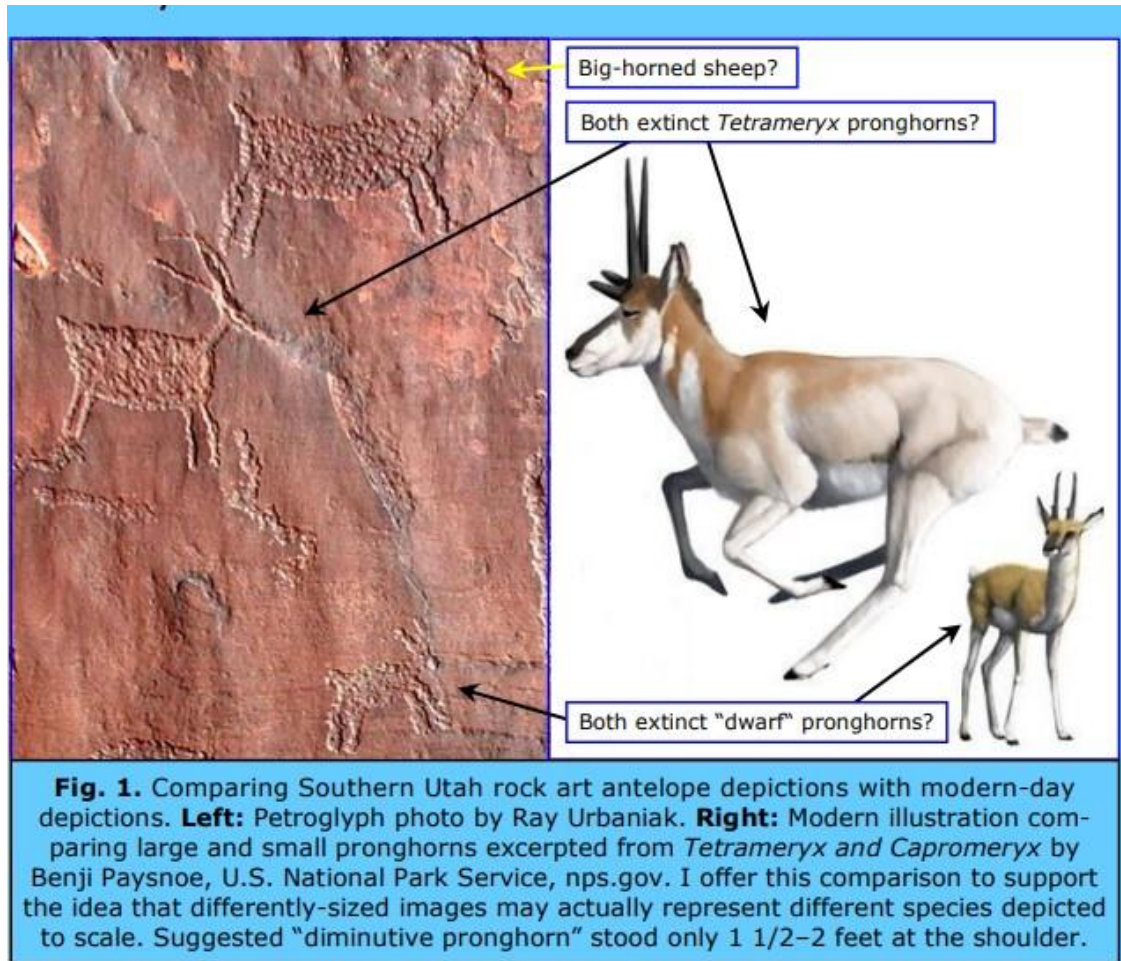 Big-horned sheep?
Both extinct Tetrameryx pronghorns?
Both extinct “dwarf“ pronghorns?
Fig. 1. Comparing Southern Utah rock art antelope depictions with modern-day
depictions. Left: Petroglyph photo by Ray Urbaniak. Right: Modern illustration com-
paring large and small pronghorns excerpted from Tetrameryx and Capromeryx by
Benji Paysnoe, U.S. National Park Service, nps.gov. I offer this comparison to support
the idea that differently-sized images may actually represent different species depicted
to scale. Suggested “diminutive pronghorn” stood only 1 1/2–2 feet at the shoulder.